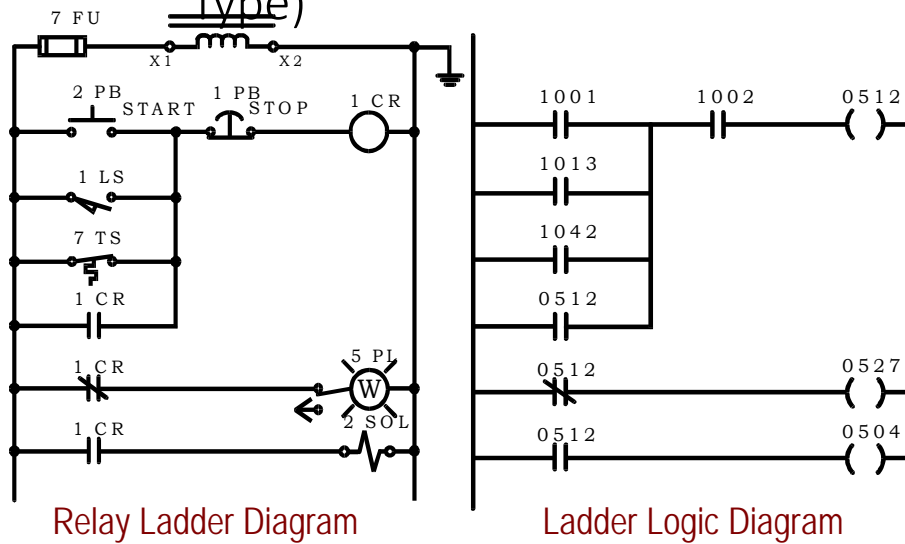 Type)
7 FU
X1 X2
2 PB
START
1 PB
STOP
1 CR
1 LS
7 TS
1 CR
1 CR
5 PL
W
1 CR
2 SOL
Relay Ladder Diagram
1001
1002
0512
1013
1042
0512
0512
0527
0512
0504
Ladder Logic Diagram